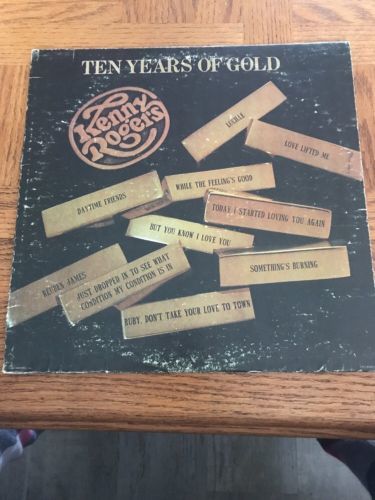 TEN YEARS OF GOLD
Kenny
Rogers
LUCILLE
LOVE LIFTED ME
WHILE THE FEELING'S GOOD
DAYTIME FRIENDS
TODAY I STARTED LOVING YOU AGAIN
BUT YOU KNOW I LOVE YOU
SOMETHING'S BURNING
REUBEN JAMES
JUST DROPPED IN TO SEE WHAT
CONDITION MY CONDITION IS IN
RUBY, DON'T TAKE YOUR LOVE TO TOWN